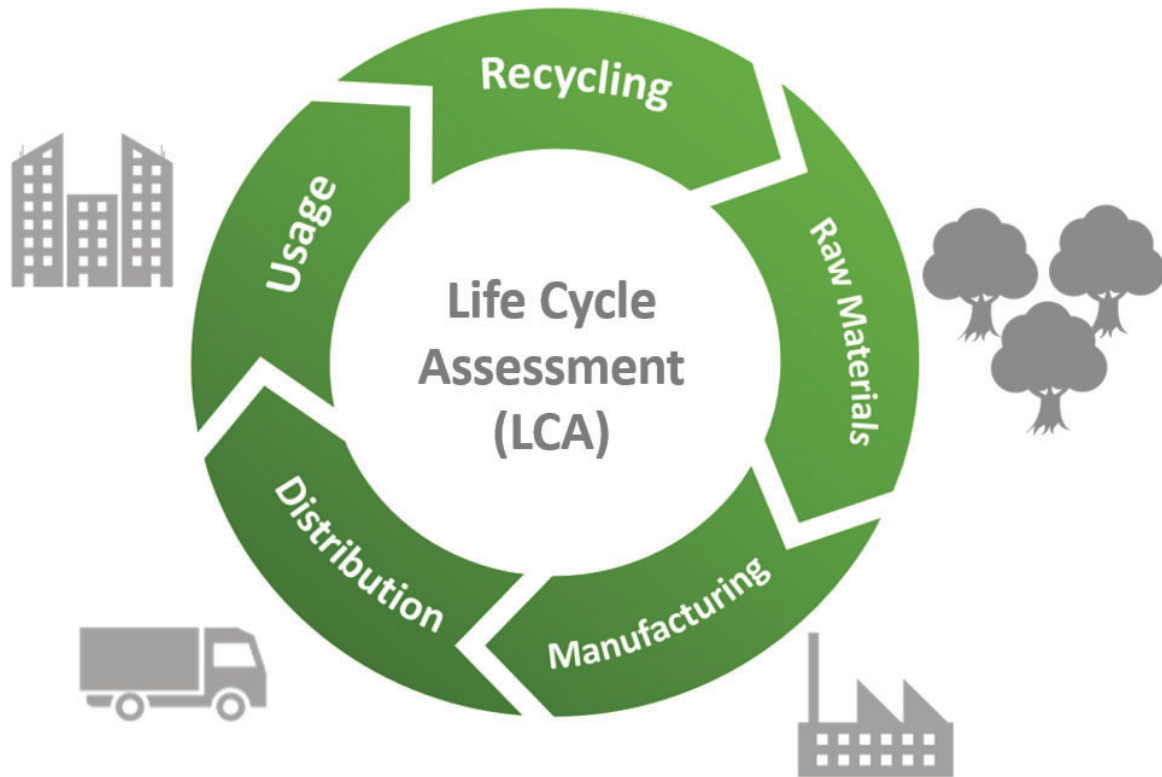 Recycling
Raw Materials
Manufacturing
Distribution
Usage
Life Cycle
Assessment
(LCA)